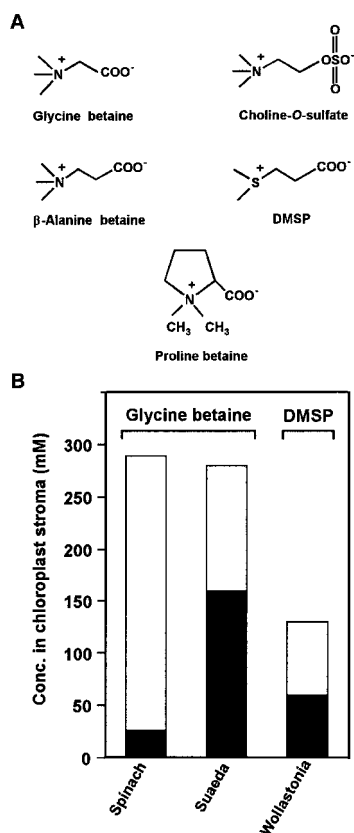 A
N + COO-
Glycine betaine
N + OSO- O O
Choline-O-sulfate
N + COO-
β-Alanine betaine
S + COO-
DMSP
N + COO-
CH3 CH3
Proline betaine
B
Glycine betaine DMSP
Conc. in chloroplast stroma (mM)
300
250
200
150
100
50
0
Spinach
Suaeda
Wollastonia